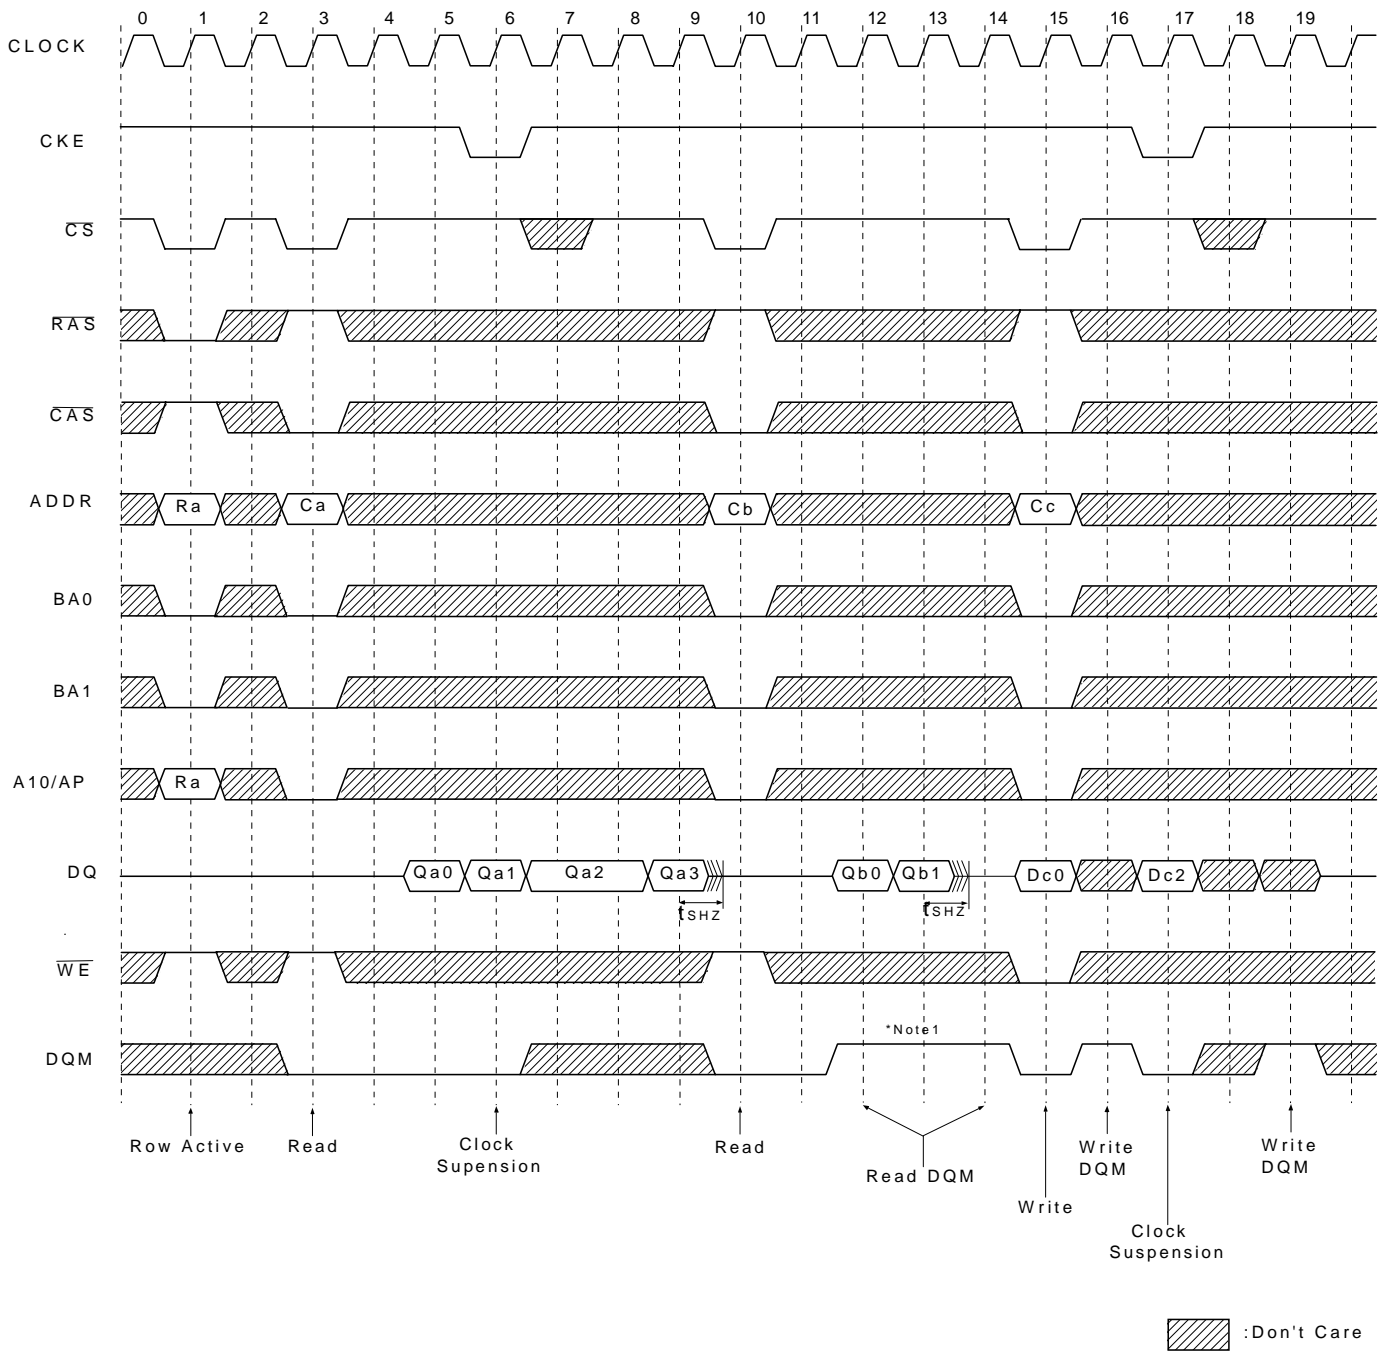 0 1 2 3 4 5 6 7 8 9 10 11 12 13 14 15 16 17 18 19
CLOCK
CKE
CS
RAS
CAS
ADDR Ra Ca Cb Cc
BA0
BA1
A10/AP Ra
DQ Qa0 Qa1 Qa2 Qa3 Qb0 Qb1 Dc0 Dc2
tSHZ tSHZ
WE
*Note1
DQM
Row Active Read Clock Supension Read Read DQM Write Write DQM Clock Suspension Write DQM
:Don't Care